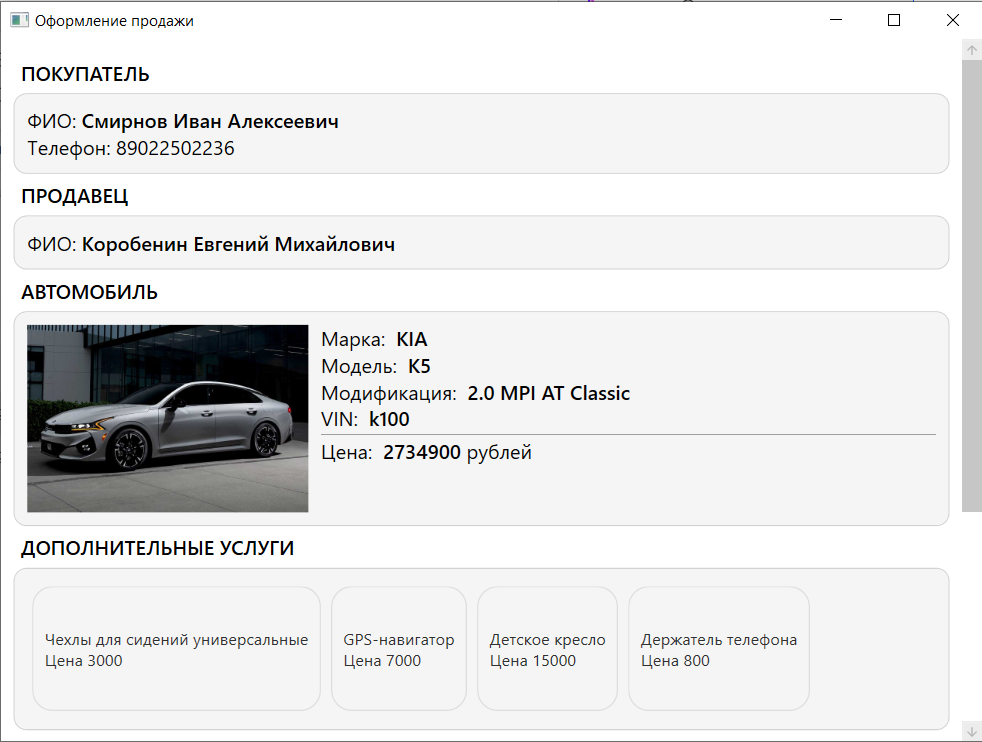 Оформление продажи
ПОКУПАТЕЛЬ
ФИО: Смирнов Иван Алексеевич
Телефон: 89022502236
ПРОДАВЕЦ
ФИО: Коробенин Евгений Михайлович
АВТОМОБИЛЬ
Марка: KIA
Модель: K5
Модификация: 2.0 MPI AT Classic
VIN: k100
Цена: 2734900 рублей
ДОПОЛНИТЕЛЬНЫЕ УСЛУГИ
Чехлы для сидений универсальные
Цена 3000
GPS-навигатор
Цена 7000
Детское кресло
Цена 15000
Держатель телефона
Цена 800